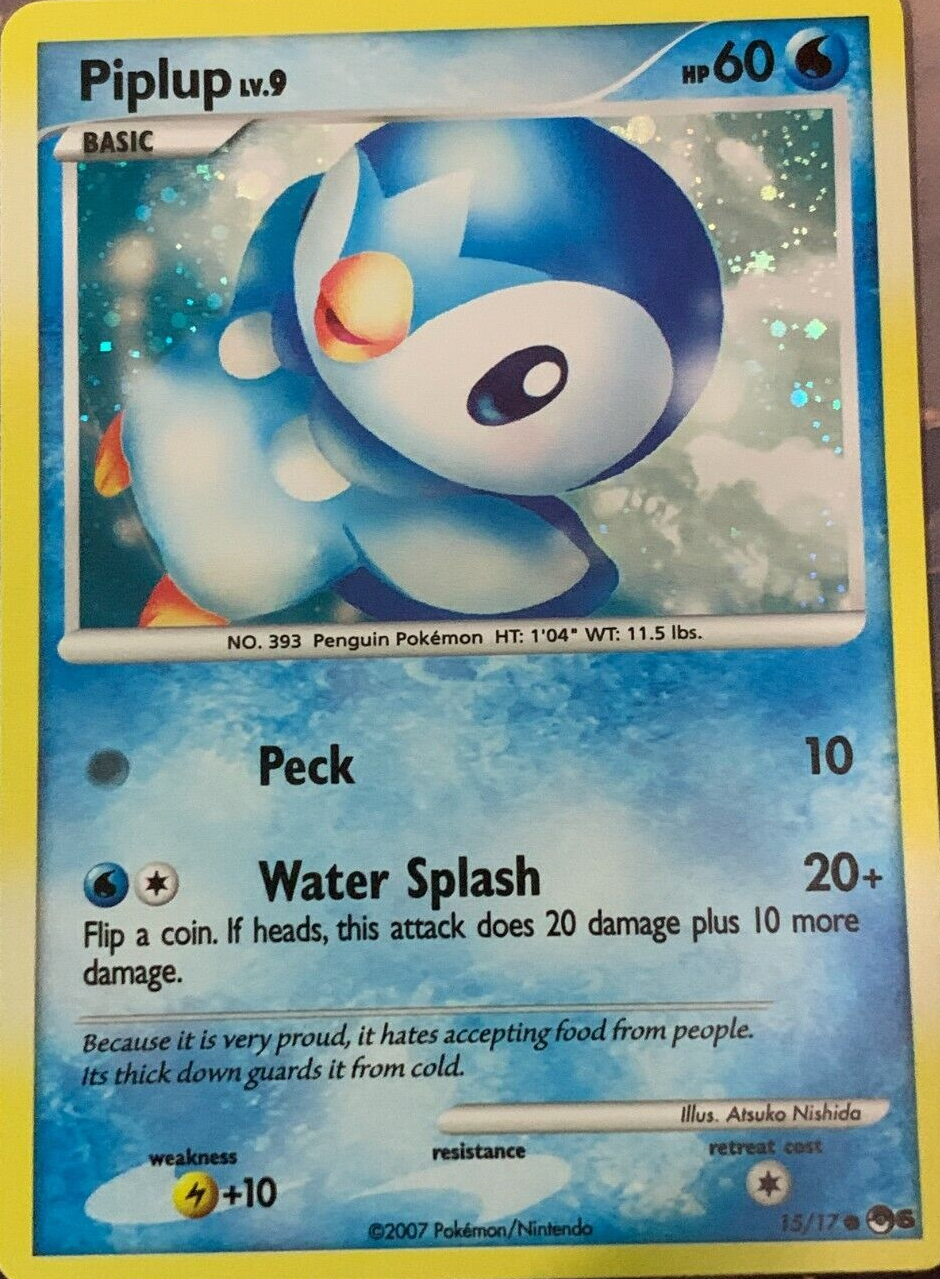 Piplup LV.9 HP 60
BASIC
NO. 393 Penguin Pokémon HT: 1'04" WT: 11.5 lbs.
Peck 10
Water Splash 20+
Flip a coin. If heads, this attack does 20 damage plus 10 more
damage.
Because it is very proud, it hates accepting food from people.
Its thick down guards it from cold.
Illus. Atsuko Nishida
weakness resistance retreat cost
+10
15/17 6
©2007 Pokémon/Nintendo